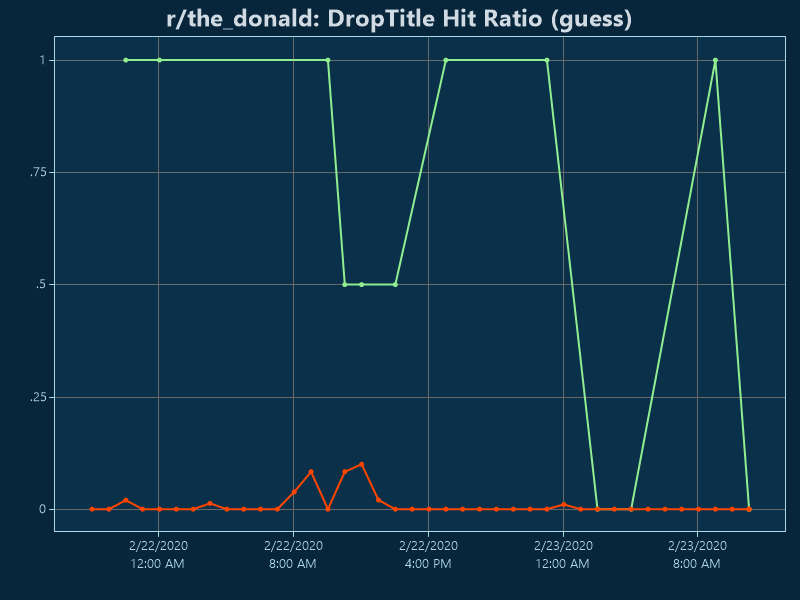 r/the_donald: DropTitle Hit Ratio (guess)
1
.75
.5
.25
0
2/22/2020 2/22/2020 2/22/2020 2/23/2020 2/23/2020
12:00 AM 8:00 AM 4:00 PM 12:00 AM 8:00 AM